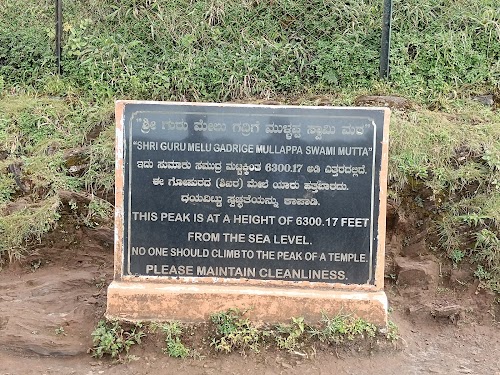 "ಶ್ರೀ ಗುರು ಮೇಲು ಗದ್ರಿಗೆ ಮುಳ್ಳಪ್ಪ ಸ್ವಾಮಿ ಮಠ"
"SHRI GURU MELU GADRIGE MULLAPPA SWAMI MUTTA"
ಇದು ಸುಮಾರು ಸಮುದ್ರ ಮಟ್ಟಕ್ಕಿಂತ 6300.17 ಅಡಿ ಎತ್ತರದಲ್ಲಿದೆ.
ಈ ಗೋಪುರದ (ಶಿಖರ) ಮೇಲೆ ಯಾರು ಹತ್ತಬಾರದು.
ದಯವಿಟ್ಟು ಸ್ವಚ್ಛತೆಯನ್ನು ಕಾಪಾಡಿ.
THIS PEAK IS AT A HEIGHT OF 6300.17 FEET
FROM THE SEA LEVEL.
NO ONE SHOULD CLIMB TO THE PEAK OF A TEMPLE.
PLEASE MAINTAIN CLEANLINESS.